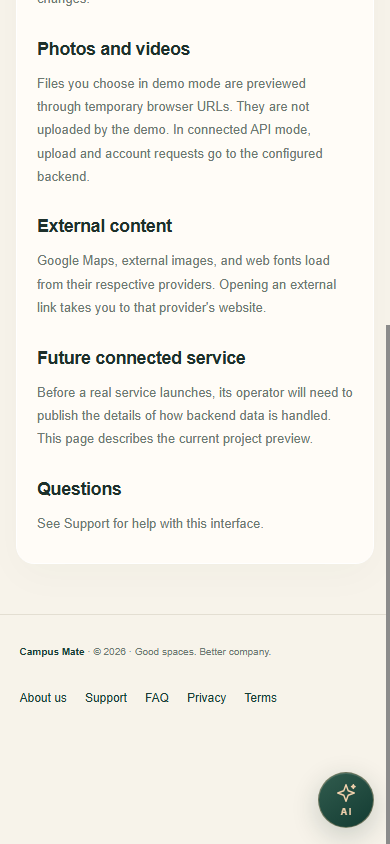 changes.
Photos and videos
Files you choose in demo mode are previewed
through temporary browser URLs. They are not
uploaded by the demo. In connected API mode,
upload and account requests go to the configured
backend.
External content
Google Maps, external images, and web fonts load
from their respective providers. Opening an external
link takes you to that provider's website.
Future connected service
Before a real service launches, its operator will need to
publish the details of how backend data is handled.
This page describes the current project preview.
Questions
See Support for help with this interface.
Campus Mate · © 2026 · Good spaces. Better company.
About us Support FAQ Privacy Terms
AI